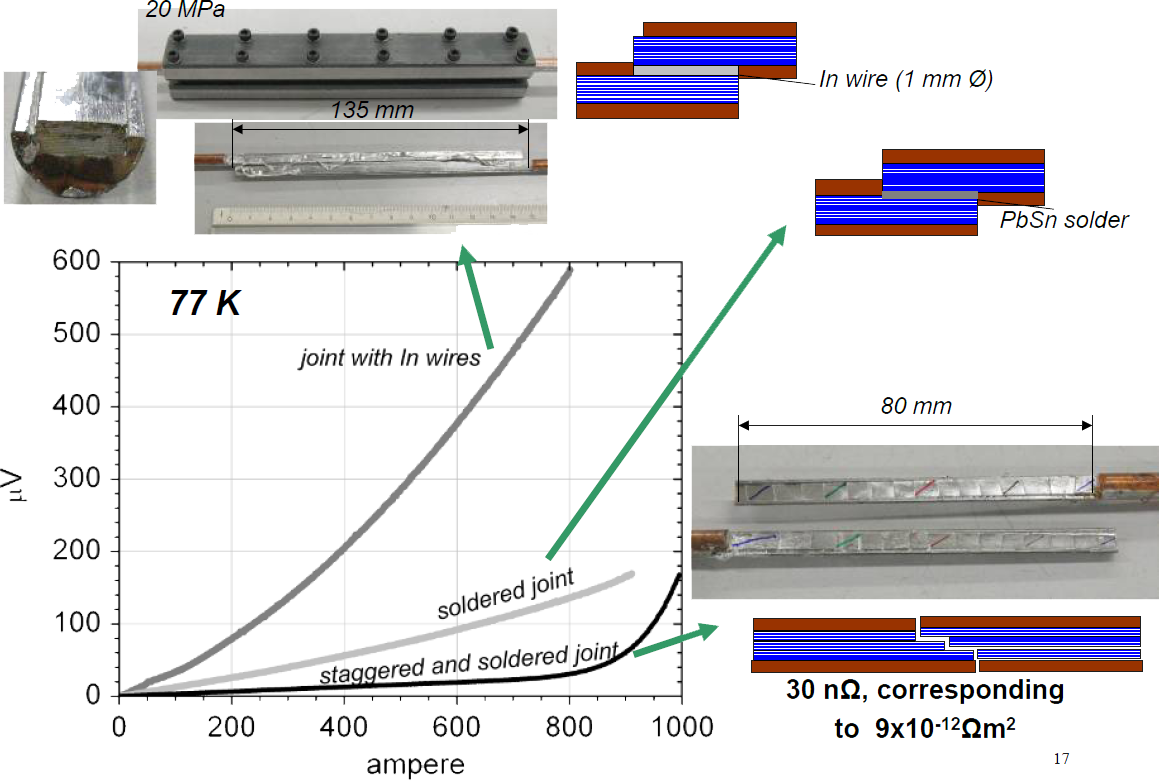 20 MPa
135 mm
In wire (1 mm Ø)
PbSn solder
600
500
400
300
200
100
0
μV
77 K
joint with In wires
soldered joint
staggered and soldered joint
0
200
400
600
800
1000
ampere
80 mm
30 nΩ, corresponding
to 9x10⁻¹²Ωm²
17